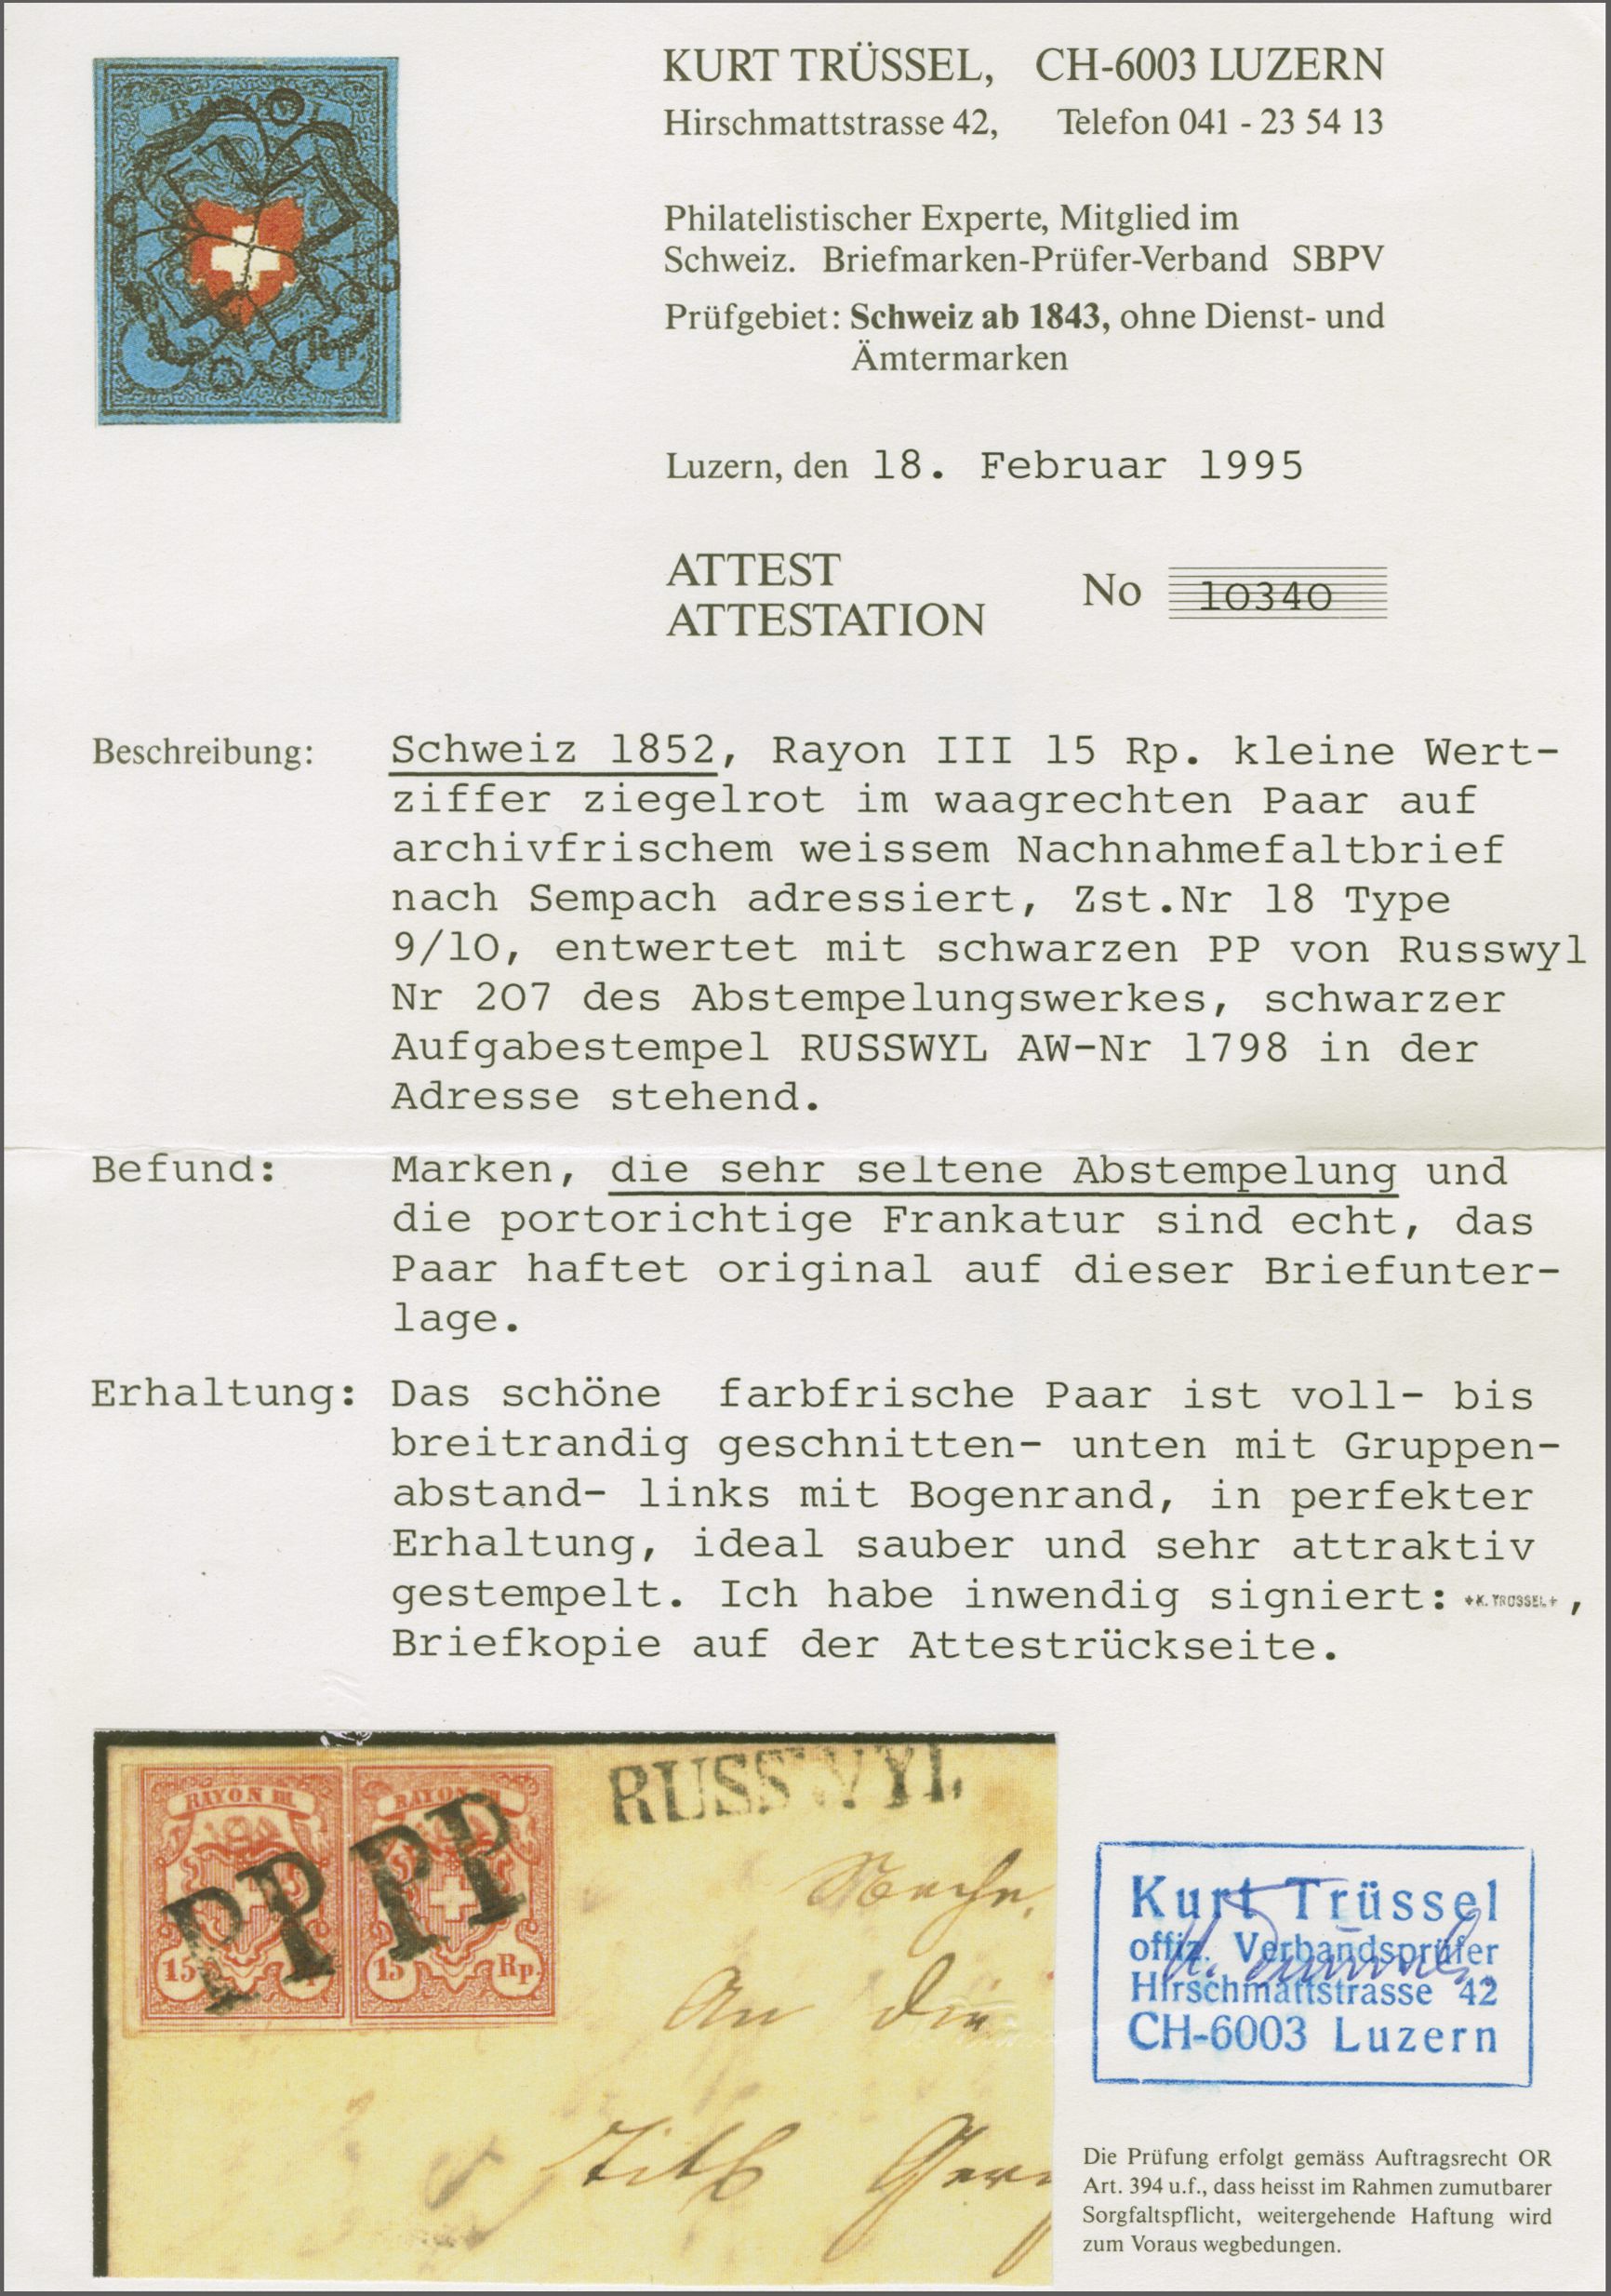 KURT TRÜSSEL, CH-6003 LUZERN
Hirschmattstrasse 42, Telefon 041 - 23 54 13
Philatelistischer Experte, Mitglied im
Schweiz. Briefmarken-Prüfer-Verband SBPV
Prüfgebiet: Schweiz ab 1843, ohne Dienst- und
Ämtermarken
Luzern, den 18. Februar 1995
ATTEST
ATTESTATION
No 10340
Beschreibung: Schweiz 1852, Rayon III 15 Rp. kleine Wert-
ziffer ziegelrot im waagrechten Paar auf
archivfrischem weissem Nachnahmefaltbrief
nach Sempach adressiert, Zst.Nr 18 Type
9/10, entwertet mit schwarzen PP von Russwyl
Nr 207 des Abstempelungswerkes, schwarzer
Aufgabestempel RUSSWYL AW-Nr 1798 in der
Adresse stehend.
Befund: Marken, die sehr seltene Abstempelung und
die portorichtige Frankatur sind echt, das
Paar haftet original auf dieser Briefunter-
lage.
Erhaltung: Das schöne farbfrische Paar ist voll- bis
breitrandig geschnitten- unten mit Gruppen-
abstand- links mit Bogenrand, in perfekter
Erhaltung, ideal sauber und sehr attraktiv
gestempelt. Ich habe inwendig signiert: +K. TRÜSSEL+,
Briefkopie auf der Attestrückseite.
RAYON III. RAYON
PP PP
15 15 Rp.
RUSSWYL
An die
Kurt Trüssel
offiz. Verbandsprüfer
Hirschmattstrasse 42
CH-6003 Luzern
Die Prüfung erfolgt gemäss Auftragsrecht OR
Art. 394 u.f., dass heisst im Rahmen zumutbarer
Sorgfaltspflicht, weitergehende Haftung wird
zum Voraus wegbedungen.